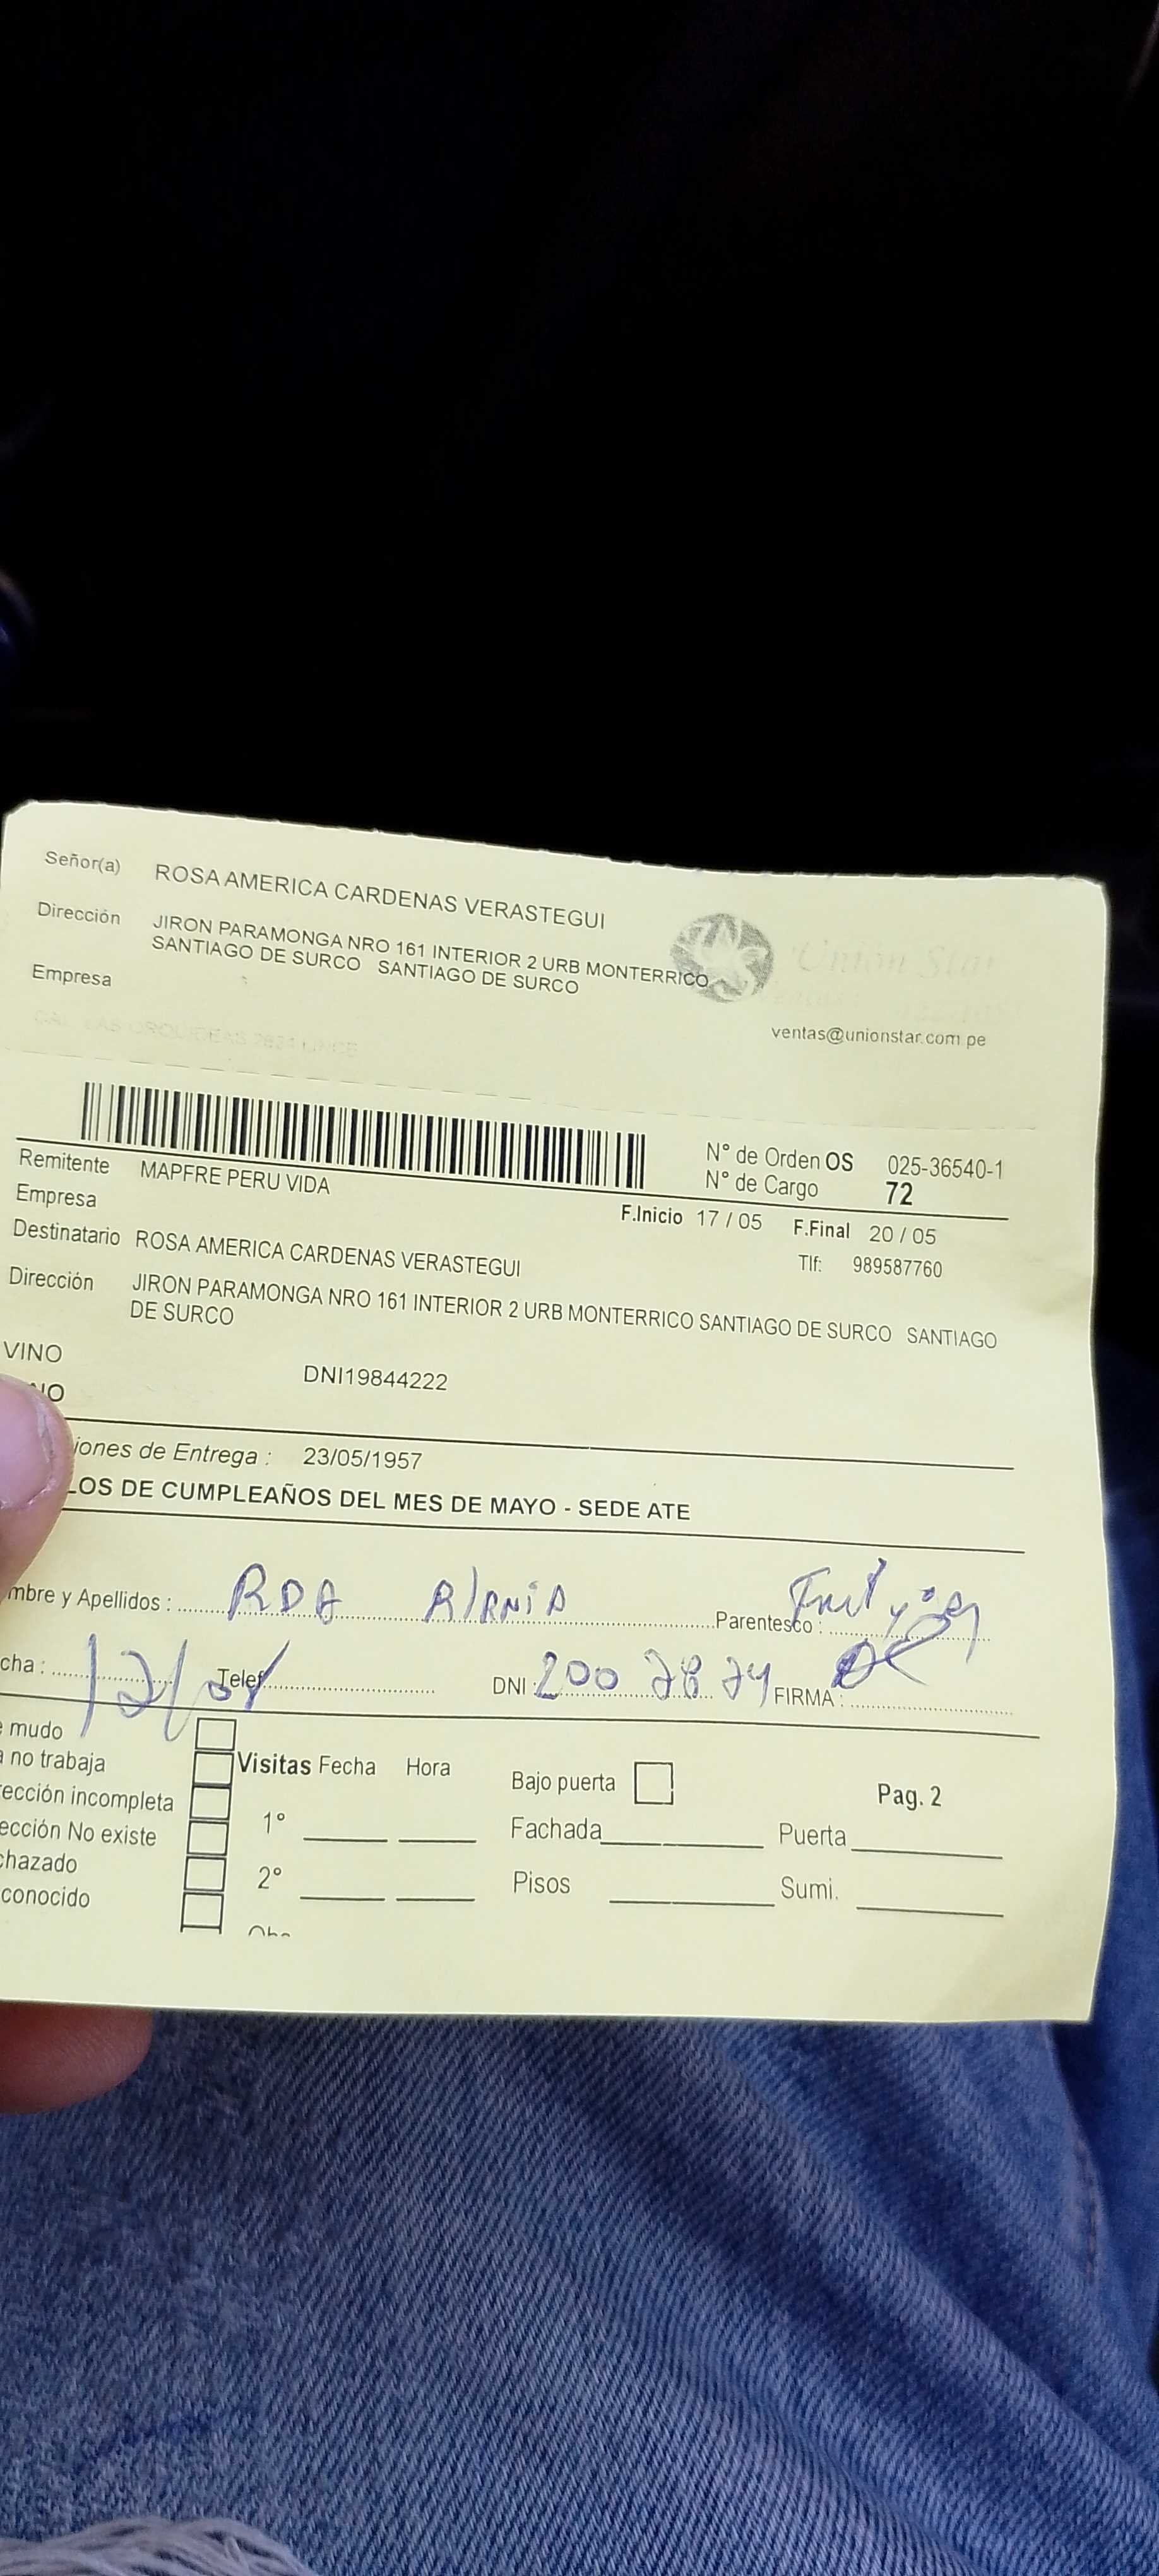 Señor(a) ROSA AMERICA CARDENAS VERASTEGUI
Dirección JIRON PARAMONGA NRO 161 INTERIOR 2 URB MONTERRICO
SANTIAGO DE SURCO SANTIAGO DE SURCO
Empresa
Union Star
ventas@unionstar.com.pe
N° de Orden OS 025-36540-1
N° de Cargo 72
Remitente MAPFRE PERU VIDA
F.Inicio 17 / 05 F.Final 20 / 05
Empresa
Tlf: 989587760
Destinatario ROSA AMERICA CARDENAS VERASTEGUI
Dirección JIRON PARAMONGA NRO 161 INTERIOR 2 URB MONTERRICO SANTIAGO DE SURCO SANTIAGO
DE SURCO
VINO
DNI19844222
NO
iones de Entrega : 23/05/1957
LOS DE CUMPLEAÑOS DEL MES DE MAYO - SEDE ATE
mbre y Apellidos : Parentesco :
cha : Telef DNI 200 FIRMA :
mudo
no trabaja
Visitas Fecha Hora Bajo puerta Pag. 2
ección incompleta
1° Fachada Puerta
ección No existe
chazado
2° Pisos Sumi.
conocido